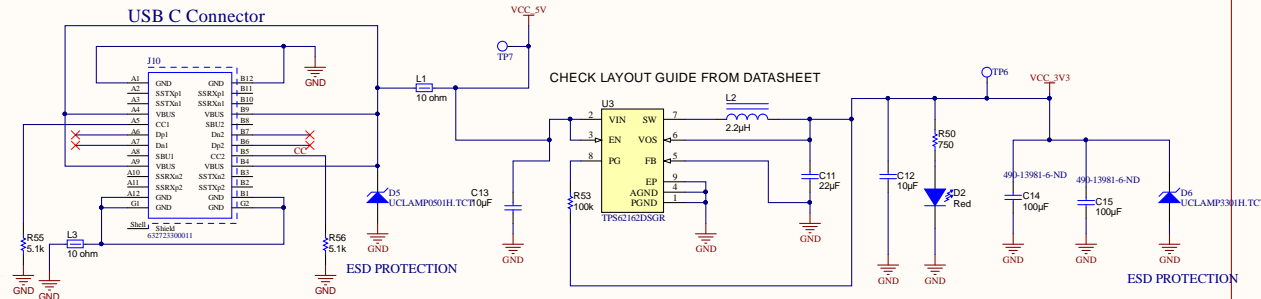 USB C Connector
VCC_5V
TP7
J10
A1 GND GND B12
A2 SSTXp1 SSRXp1 B11
A3 SSTXn1 SSRXn1 B10
A4 VBUS VBUS B9
A5 CC1 SBU2 B8
A6 Dp1 Dn2 B7
A7 Dn1 Dp2 B6
A8 SBU1 CC2 B5
A9 VBUS VBUS B4
A10 SSRXn2 SSTXn2 B3
A11 SSRXp2 SSTXp2 B2
A12 GND GND B1
G1 GND GND G2
Shell Shield
632723300011
CC
GND
R55
5.1k
GND
L3
10 ohm
GND
R56
5.1k
GND
D5
UCLAMP0501H.TCT
GND
ESD PROTECTION
L1
10 ohm
CHECK LAYOUT GUIDE FROM DATASHEET
C13
10µF
GND
U3
2 VIN SW 7
3 EN VOS 6
8 PG FB 5
EP 9
AGND 4
PGND 1
TPS62162DSGR
R53
100k
GND
L2
2.2µH
C11
22µF
GND
C12
10µF
GND
R50
750
D2
Red
GND
TP6
VCC_3V3
490-13981-6-ND
C14
100µF
GND
490-13981-6-ND
C15
100µF
GND
D6
UCLAMP3301H.TCT
GND
ESD PROTECTION